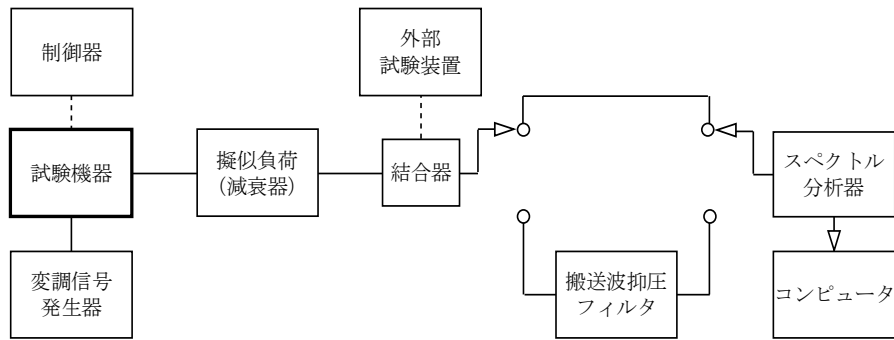 制御器
外部
試験装置
試験機器
擬似負荷
(減衰器)
結合器
スペクトル
分析器
変調信号
発生器
搬送波抑圧
フィルタ
コンピュータ